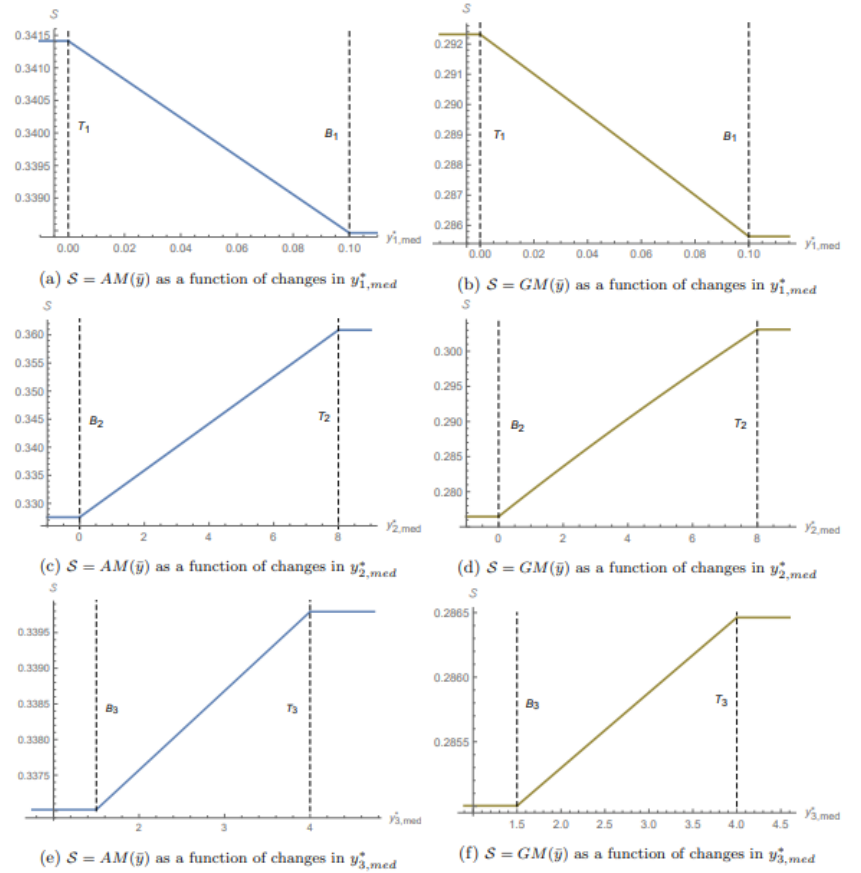 S
0.3415
0.3410
0.3405
0.3400
0.3395
0.3390
T1
B1
0.00 0.02 0.04 0.06 0.08 0.10
y*1,med
(a) S = AM(ȳ) as a function of changes in y*1,med
S
0.292
0.291
0.290
0.289
0.288
0.287
0.286
T1
B1
0.00 0.02 0.04 0.06 0.08 0.10
y*1,med
(b) S = GM(ȳ) as a function of changes in y*1,med
S
0.360
0.355
0.350
0.345
0.340
0.335
0.330
B2
T2
0 2 4 6 8
y*2,med
(c) S = AM(ȳ) as a function of changes in y*2,med
S
0.300
0.295
0.290
0.285
0.280
B2
T2
0 2 4 6 8
y*2,med
(d) S = GM(ȳ) as a function of changes in y*2,med
S
0.3395
0.3390
0.3385
0.3380
0.3375
B3
T3
2 4
y*3,med
(e) S = AM(ȳ) as a function of changes in y*3,med
S
0.2865
0.2860
0.2855
B3
T3
1.5 2.0 2.5 3.0 3.5 4.0 4.5
y*3,med
(f) S = GM(ȳ) as a function of changes in y*3,med